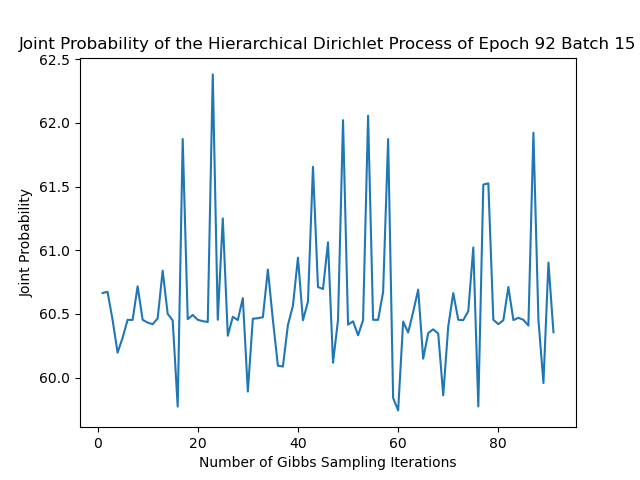 Joint Probability of the Hierarchical Dirichlet Process of Epoch 92 Batch 15
62.5
62.0
61.5
61.0
60.5
60.0
Joint Probability
0 20 40 60 80
Number of Gibbs Sampling Iterations